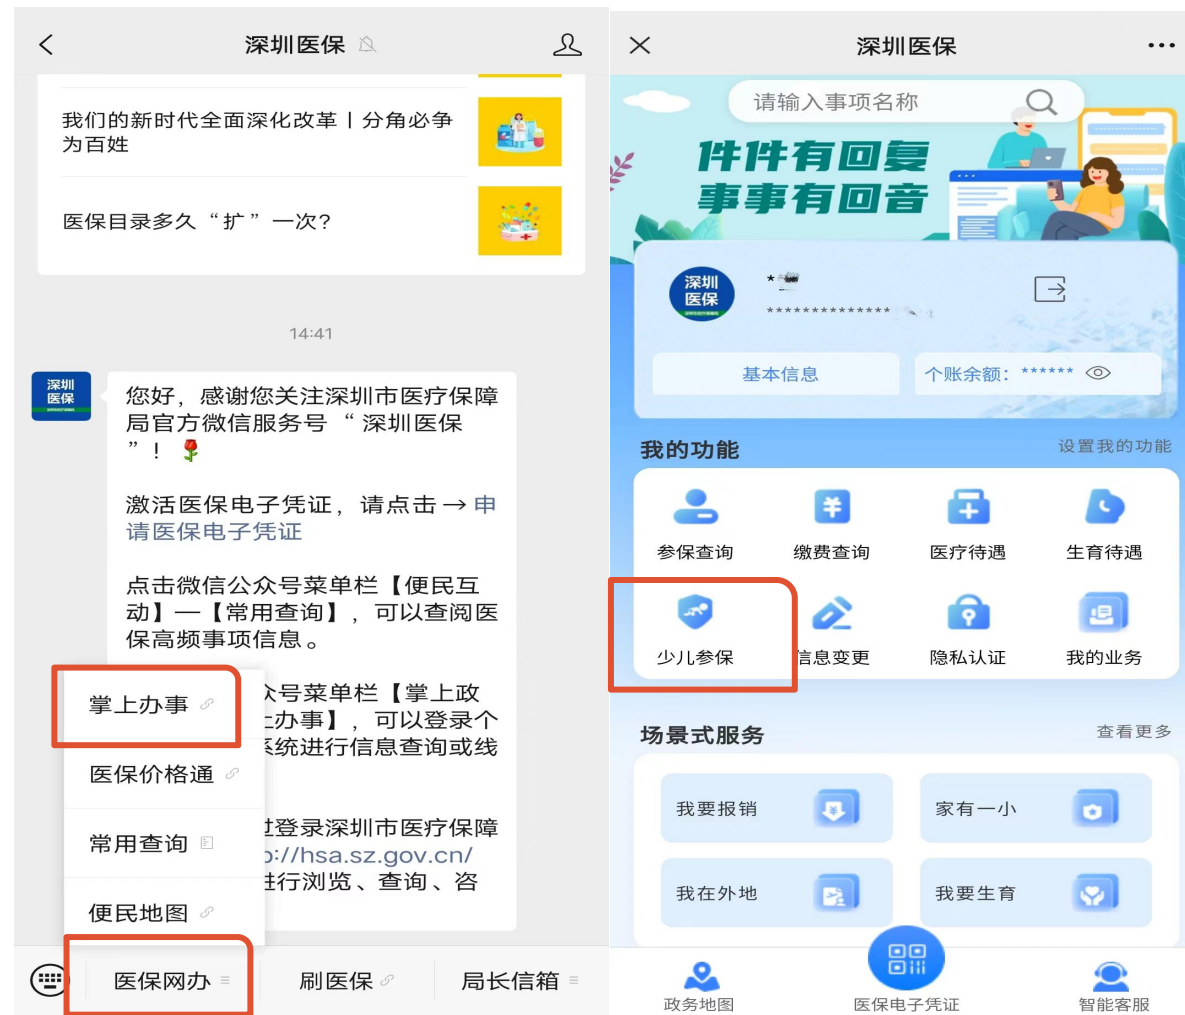 深圳医保
我们的新时代全面深化改革丨分角必争
为百姓
医保目录多久“扩”一次?
14:41
深圳
医保
您好，感谢您关注深圳市医疗保障
局官方微信服务号“深圳医保
”！
激活医保电子凭证，请点击→申
请医保电子凭证
点击微信公众号菜单栏【便民互
动】—【常用查询】，可以查阅医
保高频事项信息。
众号菜单栏【掌上政
上办事】，可以登录个
系统进行信息查询或线
过登录深圳市医疗保障
p://hsa.sz.gov.cn/
进行浏览、查询、咨
掌上办事
医保价格通
常用查询
便民地图
医保网办
刷医保
局长信箱
深圳医保
请输入事项名称
件件有回复
事事有回音
深圳
医保
*
**************
基本信息
个账余额：******
我的功能
设置我的功能
参保查询
缴费查询
医疗待遇
生育待遇
少儿参保
信息变更
隐私认证
我的业务
场景式服务
查看更多
我要报销
家有一小
我在外地
我要生育
政务地图
医保电子凭证
智能客服